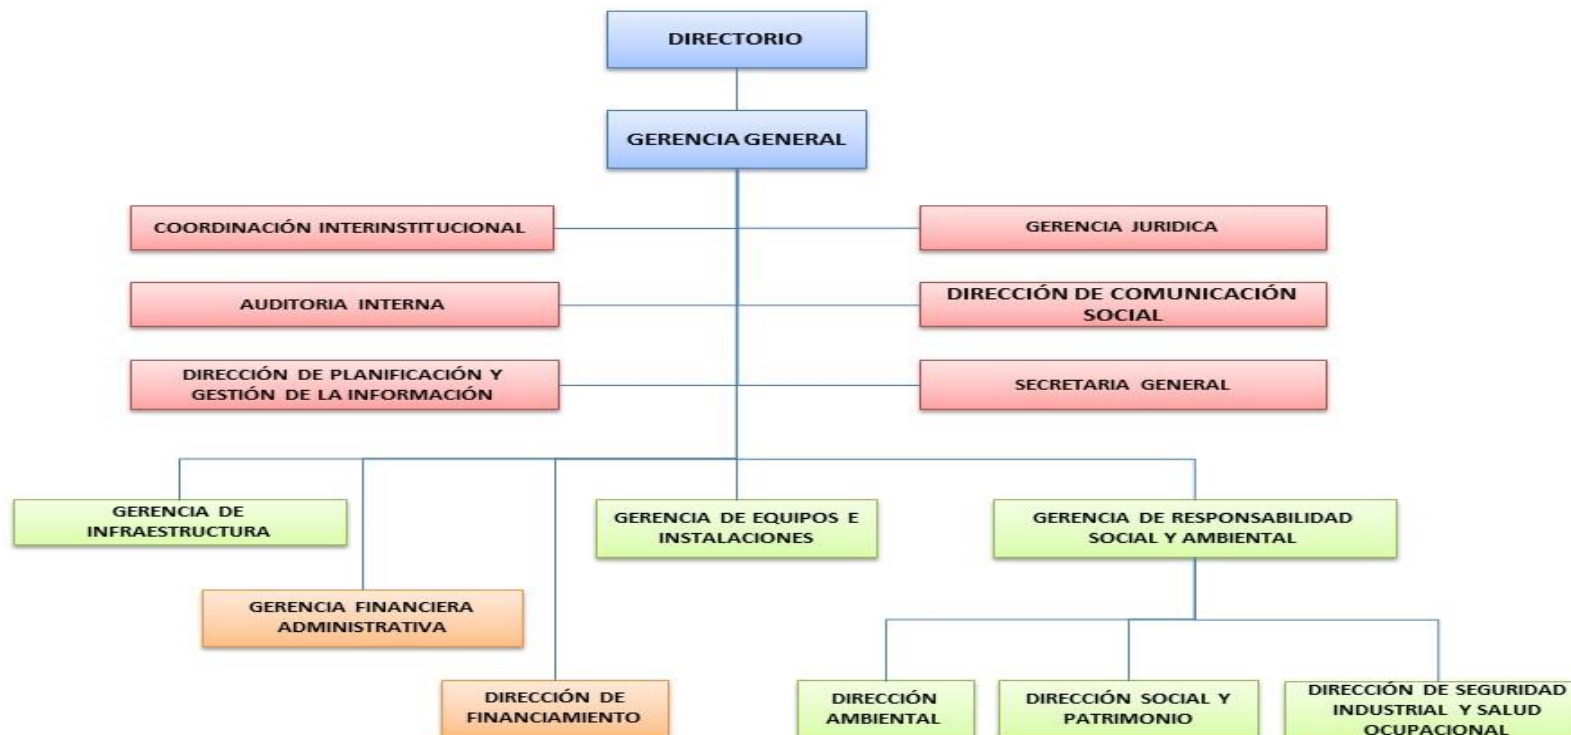 DIRECTORIO
GERENCIA GENERAL
COORDINACIÓN INTERINSTITUCIONAL
GERENCIA JURIDICA
AUDITORIA INTERNA
DIRECCIÓN DE COMUNICACIÓN
SOCIAL
DIRECCIÓN DE PLANIFICACIÓN Y
GESTIÓN DE LA INFORMACIÓN
SECRETARIA GENERAL
GERENCIA DE
INFRAESTRUCTURA
GERENCIA DE EQUIPOS E
INSTALACIONES
GERENCIA DE RESPONSABILIDAD
SOCIAL Y AMBIENTAL
GERENCIA FINANCIERA
ADMINISTRATIVA
DIRECCIÓN DE
FINANCIAMIENTO
DIRECCIÓN
AMBIENTAL
DIRECCIÓN SOCIAL Y
PATRIMONIO
DIRECCIÓN DE SEGURIDAD
INDUSTRIAL Y SALUD
OCUPACIONAL